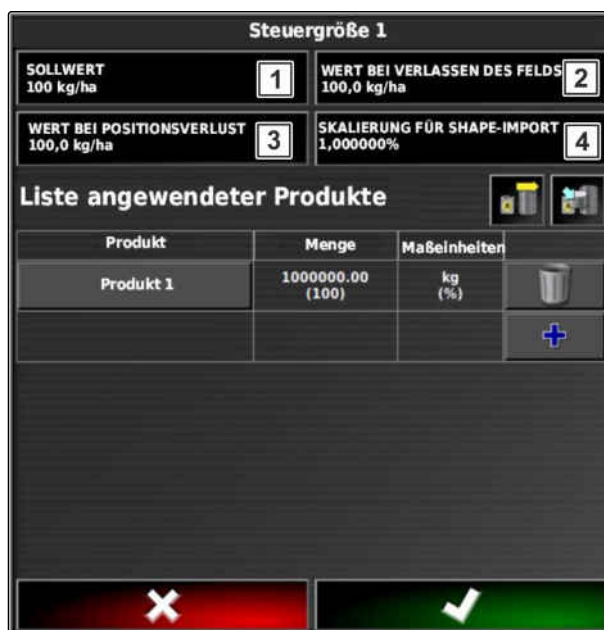 Steuergröße 1
SOLLWERT
100 kg/ha
1
WERT BEI VERLASSEN DES FELDS
100,0 kg/ha
2
WERT BEI POSITIONSVERLUST
100,0 kg/ha
3
SKALIERUNG FÜR SHAPE-IMPORT
1,000000%
4
Liste angewendeter Produkte
Produkt Menge Maßeinheiten
Produkt 1 1000000.00 kg
(100) (%)